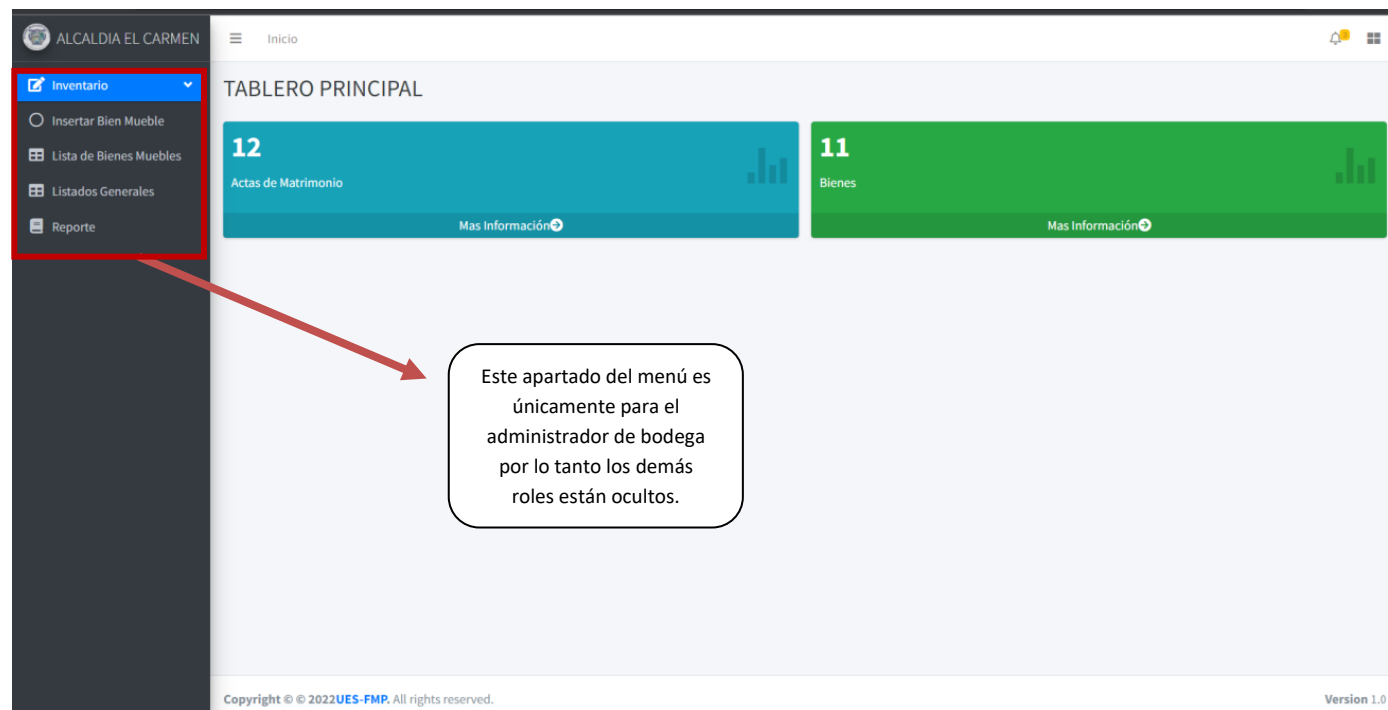 ALCALDIA EL CARMEN
Inicio
Inventario
Insertar Bien Mueble
Lista de Bienes Muebles
Listados Generales
Reporte
TABLERO PRINCIPAL
12
Actas de Matrimonio
Mas Información
11
Bienes
Mas Información
Este apartado del menú es
únicamente para el
administrador de bodega
por lo tanto los demás
roles están ocultos.
Copyright © © 2022UES-FMP. All rights reserved.
Version 1.0